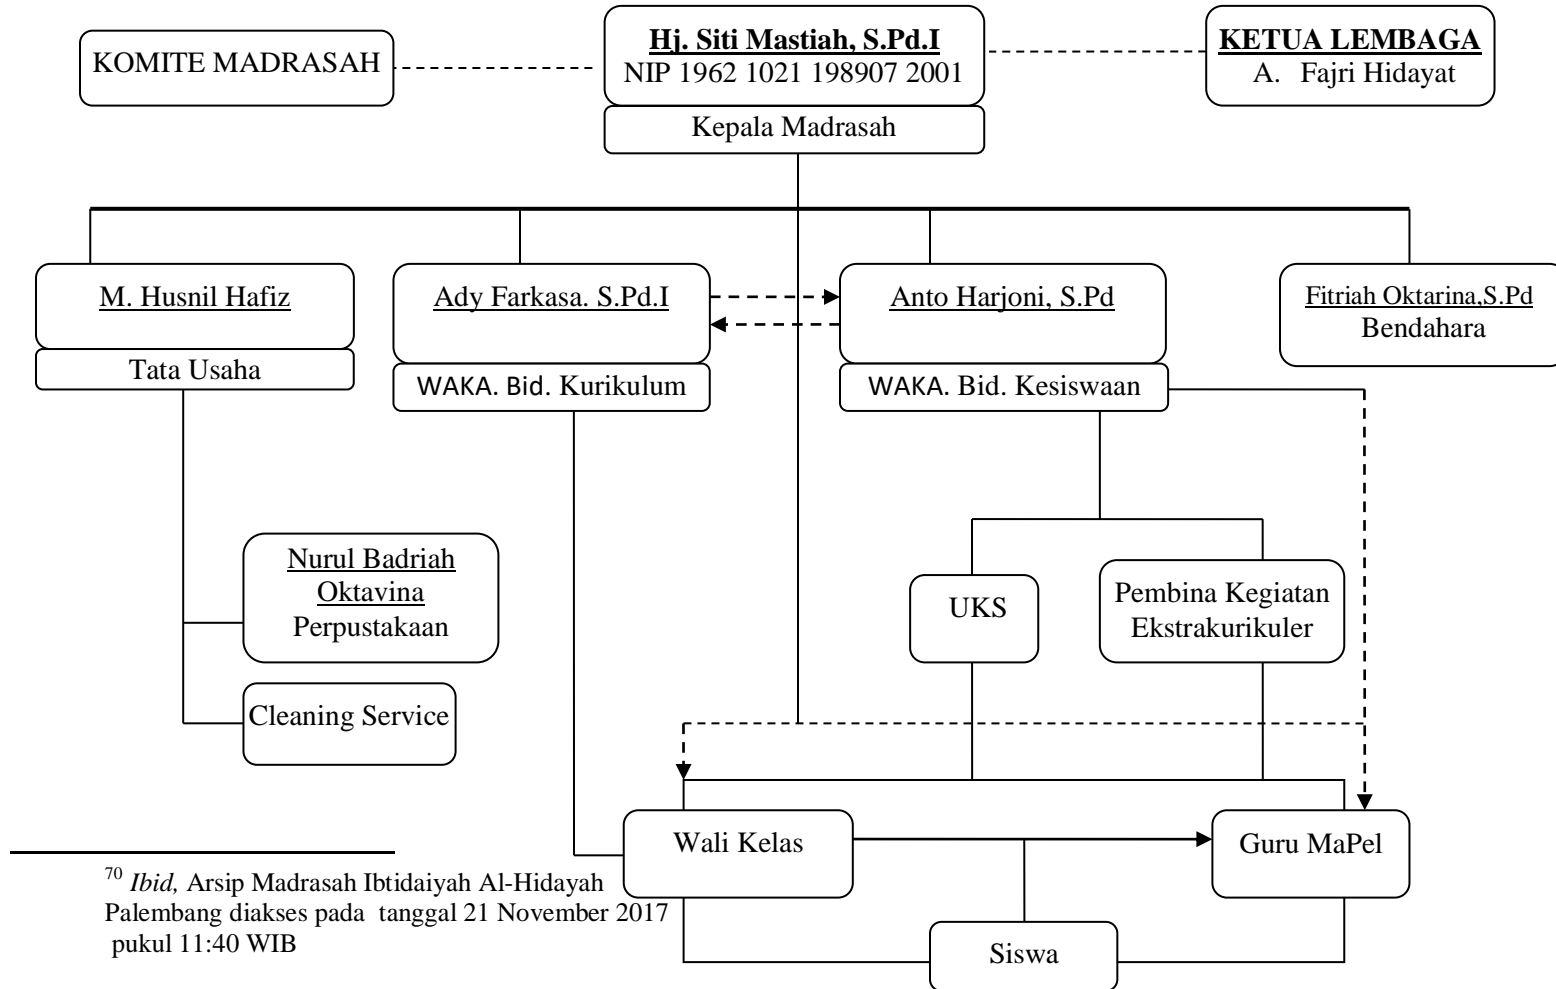 KOMITE MADRASAH
Hj. Siti Mastiah, S.Pd.I
NIP 1962 1021 198907 2001
Kepala Madrasah
KETUA LEMBAGA
A. Fajri Hidayat
M. Husnil Hafiz
Tata Usaha
Ady Farkasa. S.Pd.I
WAKA. Bid. Kurikulum
Anto Harjoni, S.Pd
WAKA. Bid. Kesiswaan
Fitriah Oktarina,S.Pd
Bendahara
Nurul Badriah
Oktavina
Perpustakaan
Cleaning Service
UKS
Pembina Kegiatan
Ekstrakurikuler
Wali Kelas
Guru MaPel
Siswa
70 Ibid, Arsip Madrasah Ibtidaiyah Al-Hidayah
Palembang diakses pada tanggal 21 November 2017
pukul 11:40 WIB